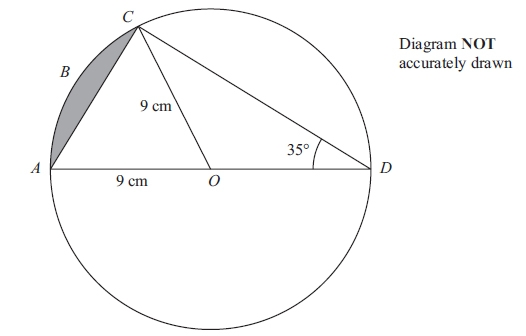 C
Diagram NOT
accurately drawn
B
9 cm
35°
A
D
9 cm
O